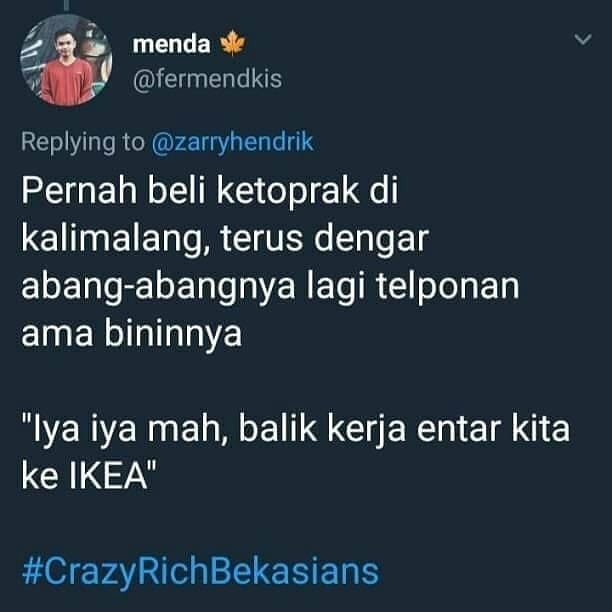 menda 🍁
@fermendkis
Replying to @zarryhendrik
Pernah beli ketoprak di
kalimalang, terus dengar
abang-abangnya lagi telponan
ama bininnya
"Iya iya mah, balik kerja entar kita
ke IKEA"
#CrazyRichBekasians